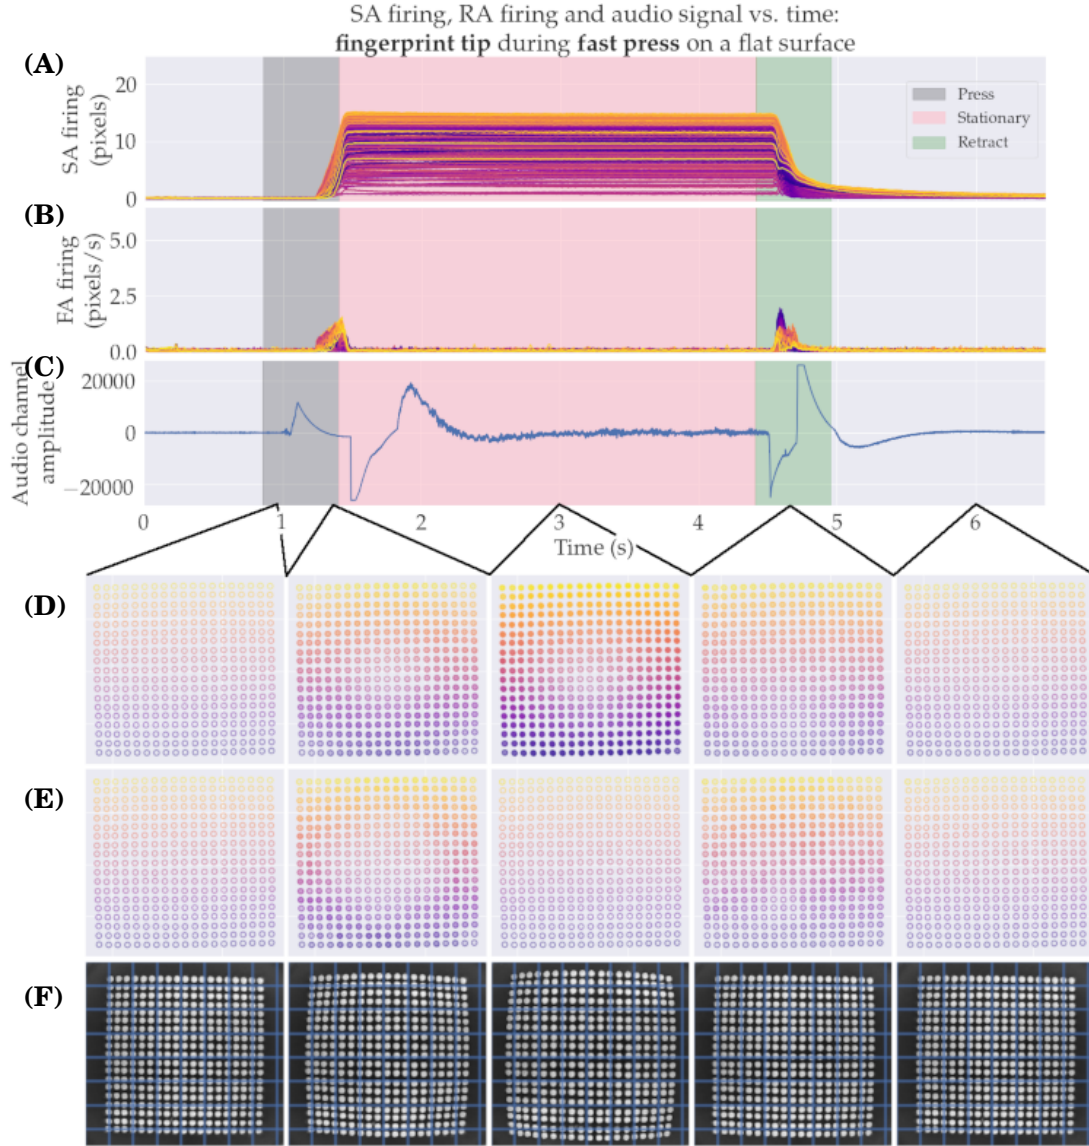 SA firing, RA firing and audio signal vs. time:
fingerprint tip during fast press on a flat surface
(A)
SA firing
(pixels)
20
10
0
Press
Stationary
Retract
(B)
FA firing
(pixels/s)
5.0
2.5
0.0
(C)
Audio channel
amplitude
20000
0
−20000
0
1
2
3
4
5
6
Time (s)
(D)
(E)
(F)